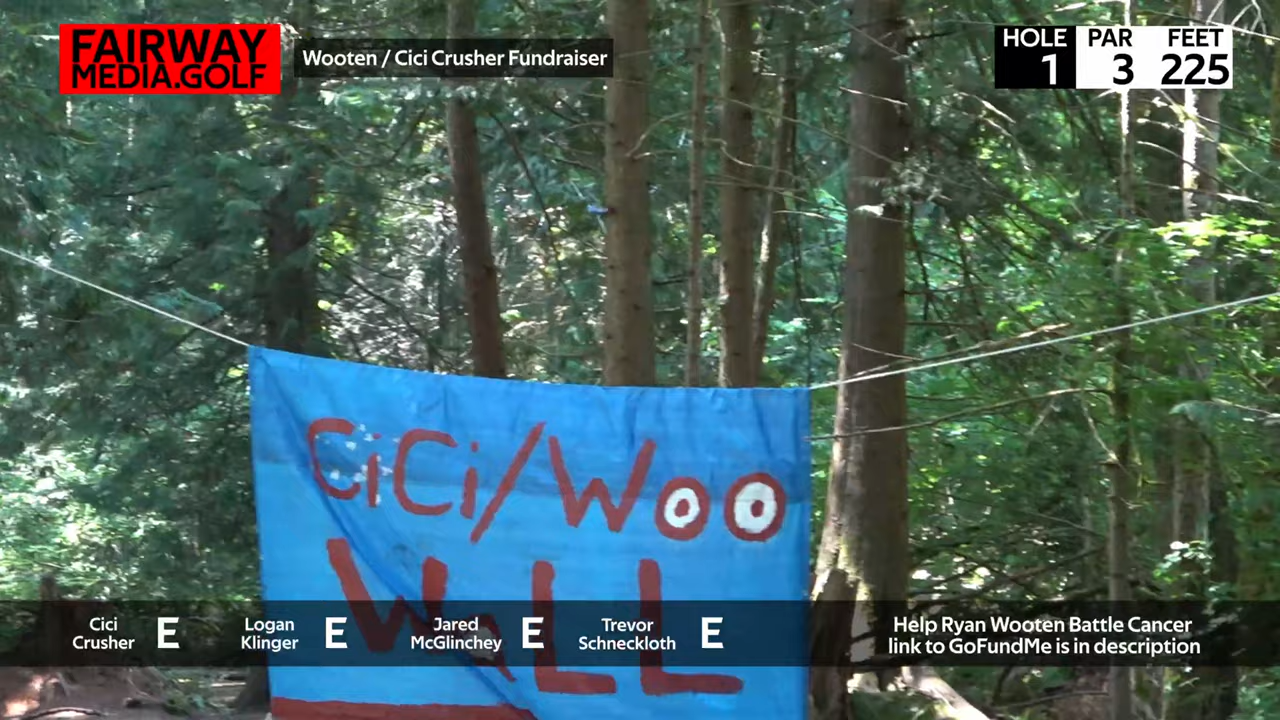 FAIRWAY
MEDIA.GOLF
Wooten / Cici Crusher Fundraiser
HOLE PAR FEET
1 3 225
CiCi/Woo
WALL
Cici Crusher E
Logan Klinger E
Jared McGlinchey E
Trevor Schneckloth E
Help Ryan Wooten Battle Cancer
link to GoFundMe is in description